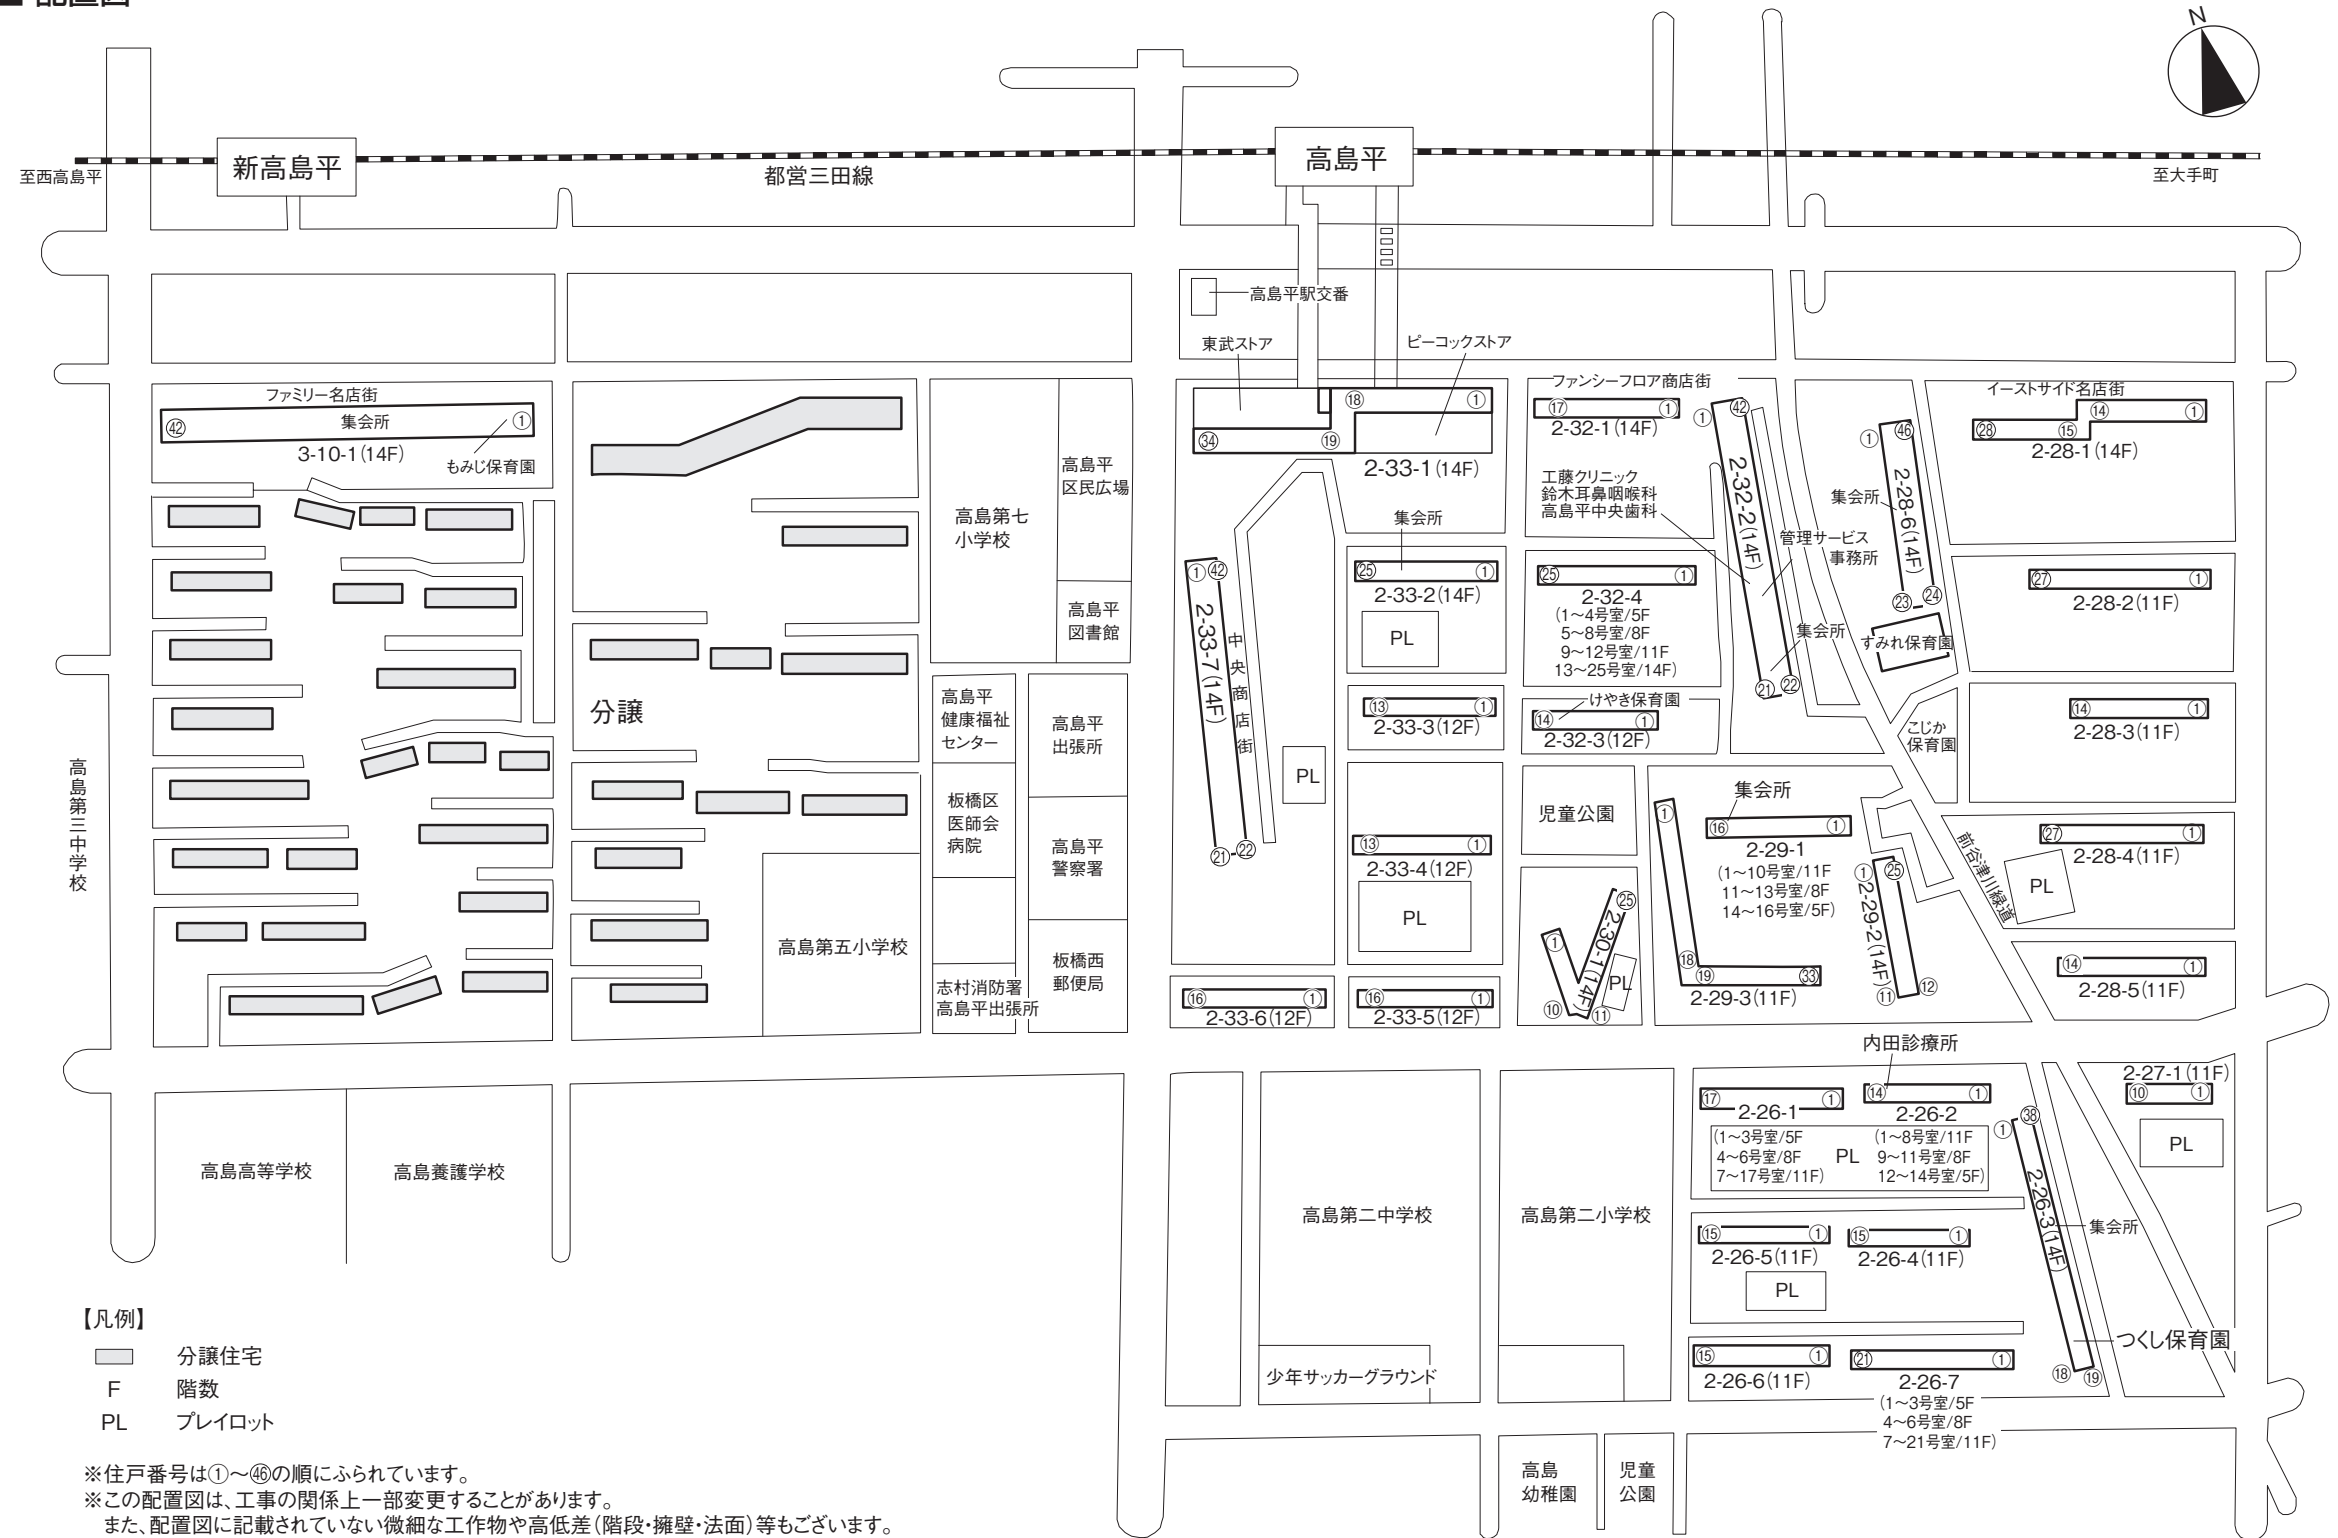 N
新高島平
高島平
至西高島平
都営三田線
至大手町
高島平駅交番
東武ストア
ピーコックストア
ファミリー名店街
㊷
集会所
①
3-10-1(14F)
もみじ保育園
分譲
高島第七
小学校
高島平
区民広場
高島平
図書館
高島平
健康福祉
センター
高島平
出張所
板橋区
医師会
病院
高島平
警察署
板橋西
郵便局
志村消防署
高島平出張所
高島第五小学校
高島第三中学校
⑱
①
㉞
⑲
2-33-1(14F)
集会所
㉕
①
2-33-2(14F)
PL
①
㊷
2-33-7(14F)
中央商店街
㉑
㉒
PL
⑬
①
2-33-3(12F)
⑬
①
2-33-4(12F)
PL
⑯
①
2-33-6(12F)
⑯
①
2-33-5(12F)
ファンシーフロア商店街
⑰
①
2-32-1(14F)
工藤クリニック
鈴木耳鼻咽喉科
高島平中央歯科
①
㊷
2-32-2(14F)
管理サービス
事務所
集会所
㉑
㉒
㉕
①
2-32-4
(1～4号室/5F
5～8号室/8F
9～12号室/11F
13～25号室/14F)
けやき保育園
⑭
①
2-32-3(12F)
児童公園
①
㉕
2-30-1(14F)
PL
⑩
⑪
①
㊻
集会所
2-28-6(14F)
㉓
㉔
すみれ保育園
こじか
保育園
イーストサイド名店街
⑭
①
㉘
⑮
2-28-1(14F)
㉗
①
2-28-2(11F)
⑭
①
2-28-3(11F)
㉗
①
2-28-4(11F)
PL
前谷津川緑道
⑭
①
2-28-5(11F)
集会所
⑯
①
2-29-1
(1～10号室/11F
11～13号室/8F
14～16号室/5F)
①
⑱
⑲
㉝
2-29-3(11F)
①
㉕
2-29-2(14F)
⑪
⑫
高島高等学校
高島養護学校
高島第二中学校
高島第二小学校
少年サッカーグラウンド
高島
幼稚園
児童
公園
内田診療所
⑰
①
2-26-1
(1～3号室/5F
4～6号室/8F
7～17号室/11F)
PL
⑭
①
2-26-2
(1～8号室/11F
9～11号室/8F
12～14号室/5F)
2-27-1(11F)
⑩
①
PL
①
㊳
2-26-3(14F)
集会所
つくし保育園
⑱
⑲
⑮
①
2-26-5(11F)
PL
⑮
①
2-26-4(11F)
⑮
①
2-26-6(11F)
㉑
①
2-26-7
(1～3号室/5F
4～6号室/8F
7～21号室/11F)
【凡例】
分譲住宅
F 階数
PL プレイロット
※住戸番号は①～㊻の順にふられています。
※この配置図は、工事の関係上一部変更することがあります。
また、配置図に記載されていない微細な工作物や高低差(階段・擁壁・法面)等もございます。